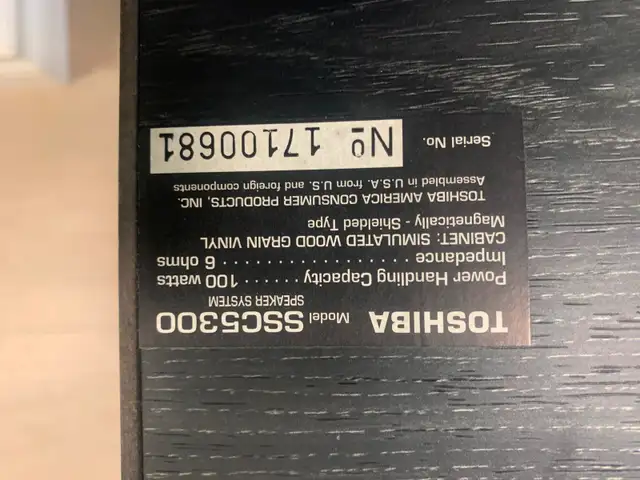 TOSHIBA Model SSC5300
SPEAKER SYSTEM
Power Handling Capacity...... 100 watts
Impedance .................. 6 ohms
CABINET: SIMULATED WOOD GRAIN VINYL
Magnetically - Shielded Type
TOSHIBA AMERICA CONSUMER PRODUCTS, INC.
Assembled in U.S.A. from U.S. and foreign components
Serial No. Nº 17100681